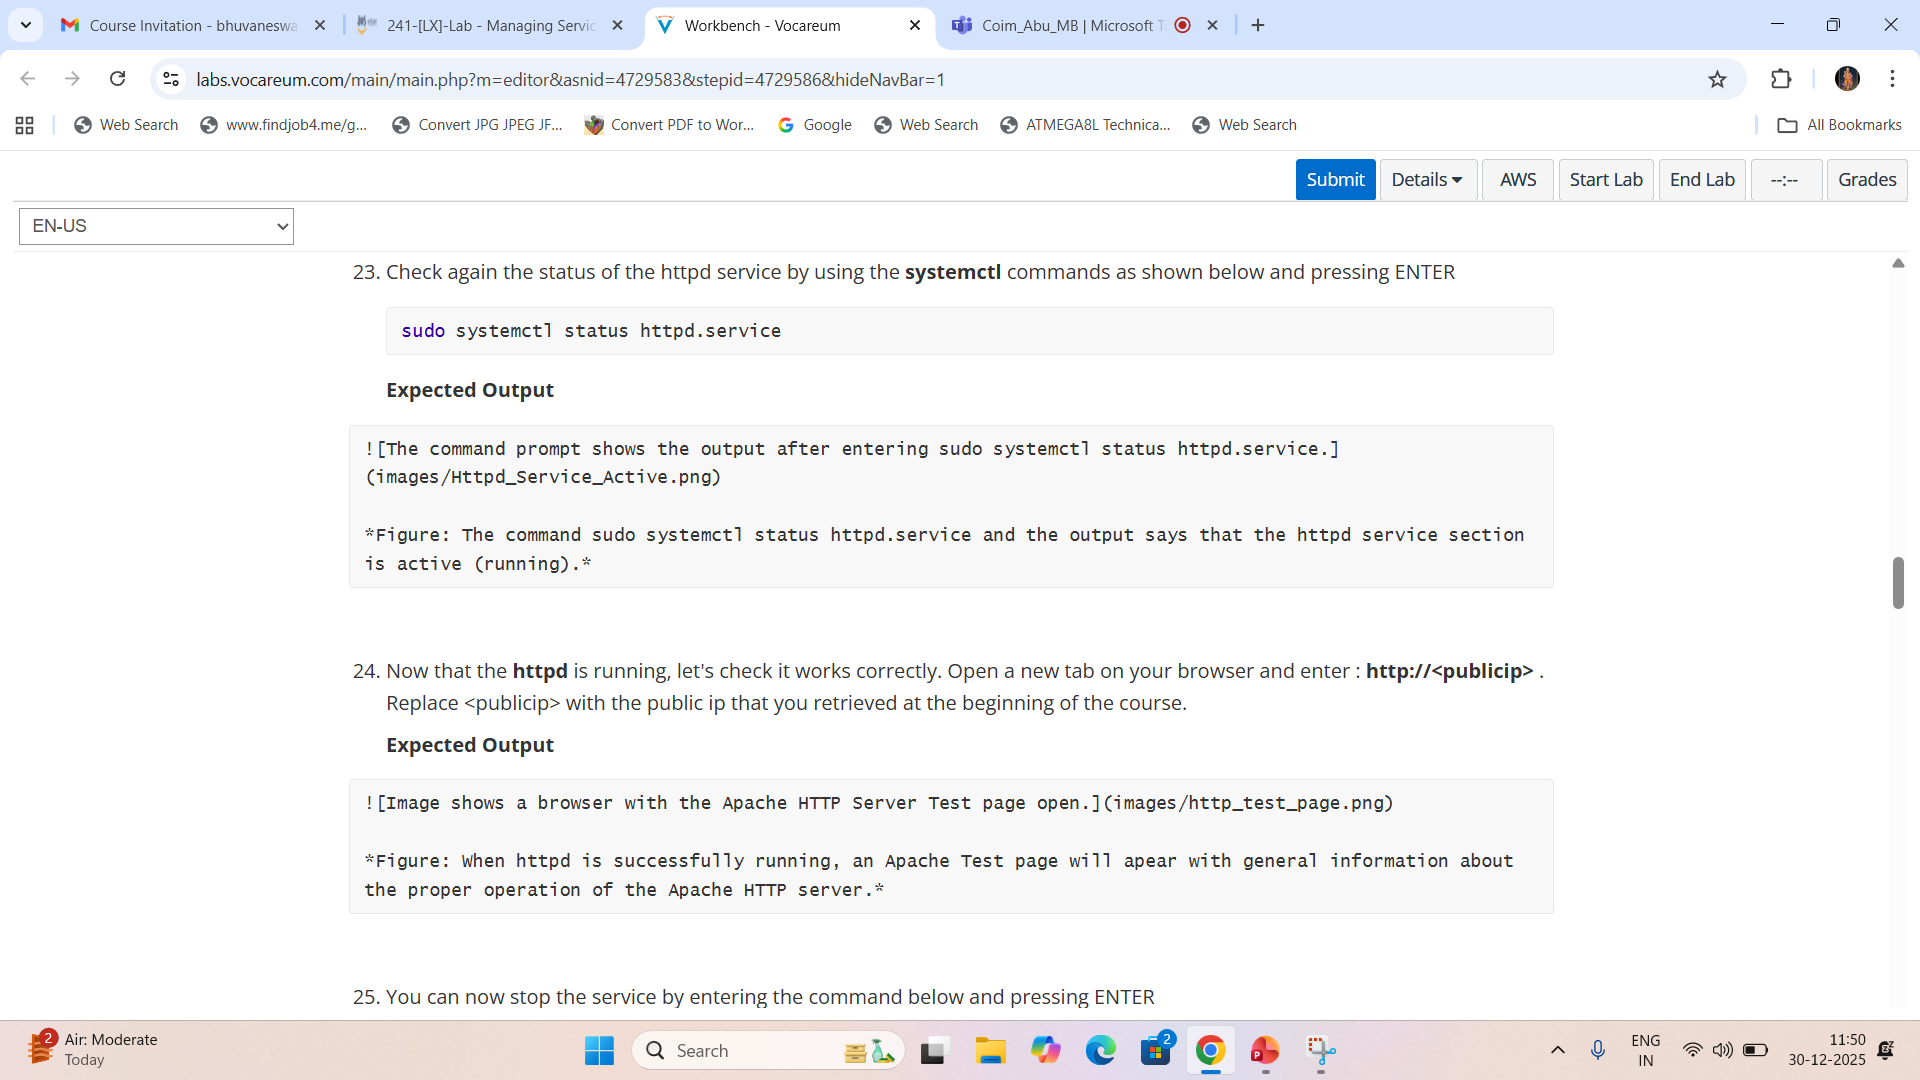 Course Invitation - bhuvaneswa
241-[LX]-Lab - Managing Servic
Workbench - Vocareum
Coim_Abu_MB | Microsoft T
labs.vocareum.com/main/main.php?m=editor&asnid=4729583&stepid=4729586&hideNavBar=1
Web Search
www.findjob4.me/g...
Convert JPG JPEG JF...
Convert PDF to Wor...
Google
Web Search
ATMEGA8L Technica...
Web Search
All Bookmarks
Submit
Details
AWS
Start Lab
End Lab
--:--
Grades
EN-US
23. Check again the status of the httpd service by using the systemctl commands as shown below and pressing ENTER
sudo systemctl status httpd.service
Expected Output
![The command prompt shows the output after entering sudo systemctl status httpd.service.]
(images/Httpd_Service_Active.png)
*Figure: The command sudo systemctl status httpd.service and the output says that the httpd service section
is active (running).*
24. Now that the httpd is running, let's check it works correctly. Open a new tab on your browser and enter : http://<publicip> .
Replace <publicip> with the public ip that you retrieved at the beginning of the course.
Expected Output
![Image shows a browser with the Apache HTTP Server Test page open.](images/http_test_page.png)
*Figure: When httpd is successfully running, an Apache Test page will apear with general information about
the proper operation of the Apache HTTP server.*
25. You can now stop the service by entering the command below and pressing ENTER
2
Air: Moderate
Today
Search
2
ENG
IN
11:50
30-12-2025